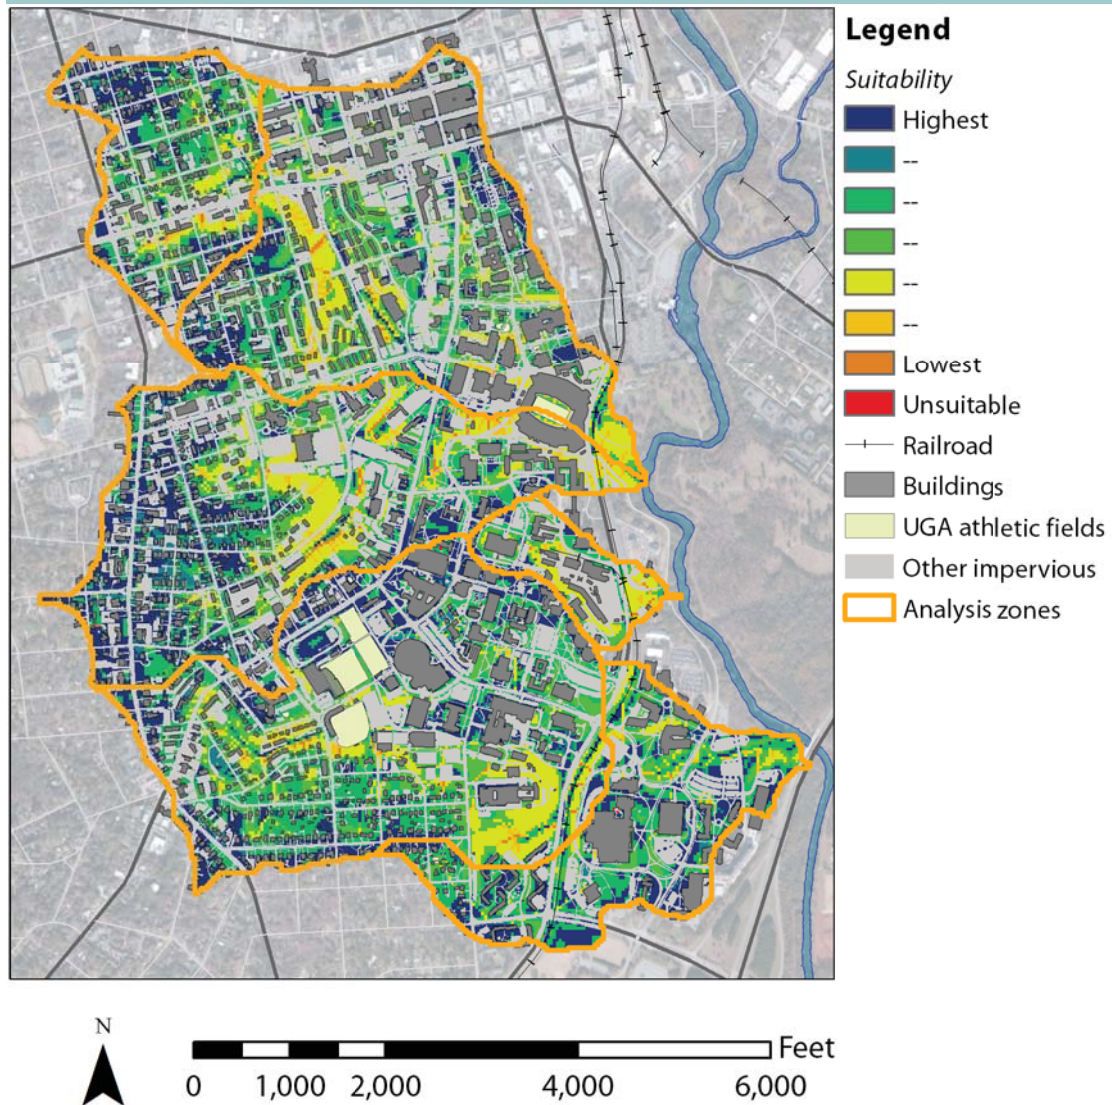 Legend
Suitability
Highest
--
--
--
--
--
Lowest
Unsuitable
Railroad
Buildings
UGA athletic fields
Other impervious
Analysis zones
N
Feet
0 1,000 2,000 4,000 6,000